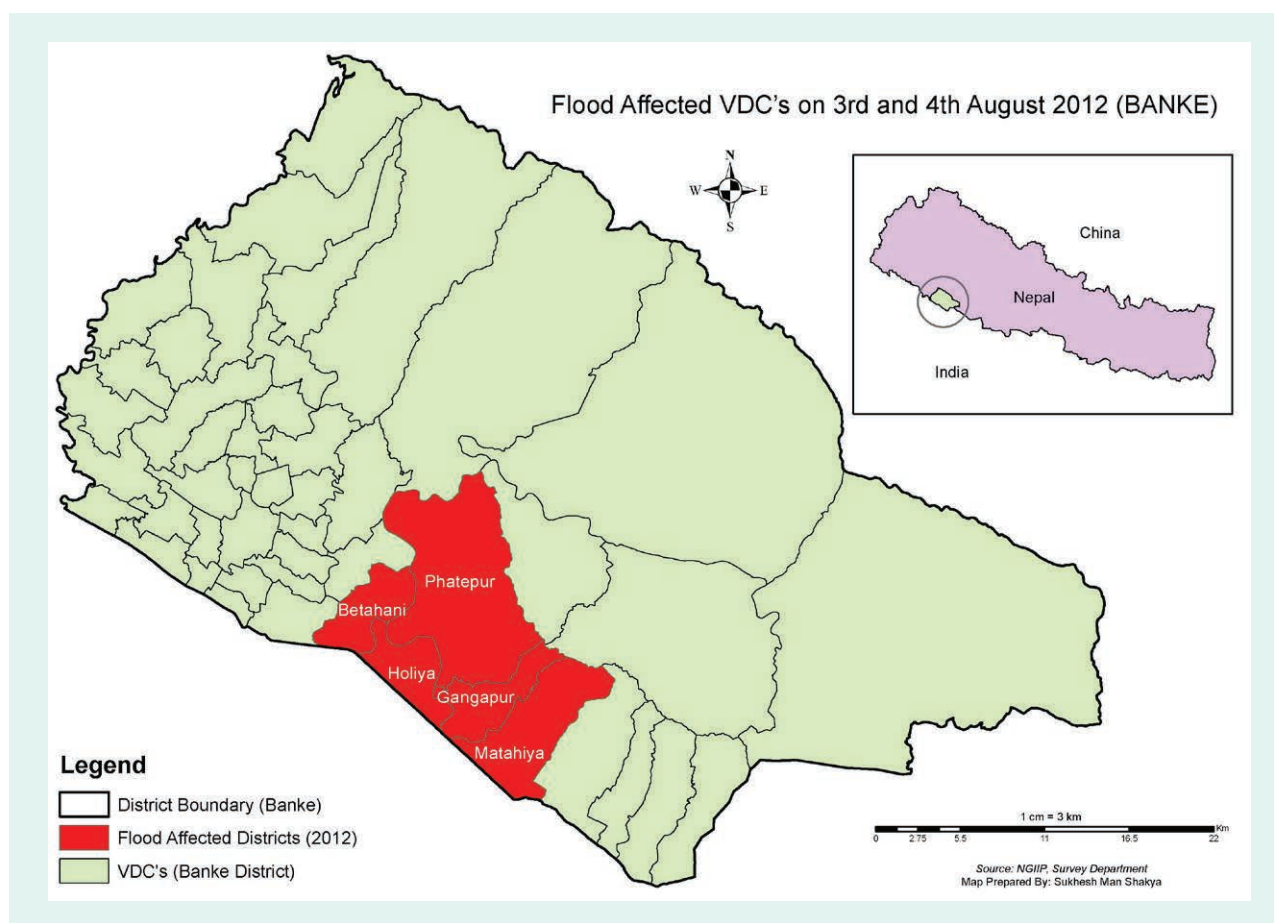 Flood Affected VDC's on 3rd and 4th August 2012 (BANKE)
N
W E
S
China
Nepal
India
Phatepur
Betahani
Holiya
Gangapur
Matahiya
Legend
District Boundary (Banke)
Flood Affected Districts (2012)
VDC's (Banke District)
1 cm = 3 km
Km
0 2.75 5.5 11 16.5 22
Source: NGIIP, Survey Department
Map Prepared By: Sukhesh Man Shakya